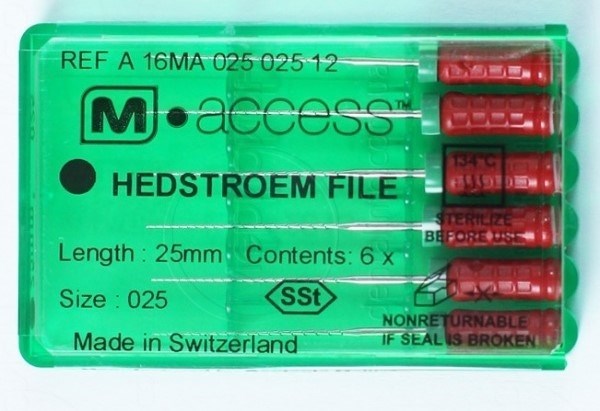 REF A 16MA 025 025 12
M·access™
HEDSTROEM FILE
134°C
STERILIZE
BEFORE USE
Length : 25mm Contents: 6 x
Size : 025
SSt
Made in Switzerland
NONRETURNABLE
IF SEAL IS BROKEN